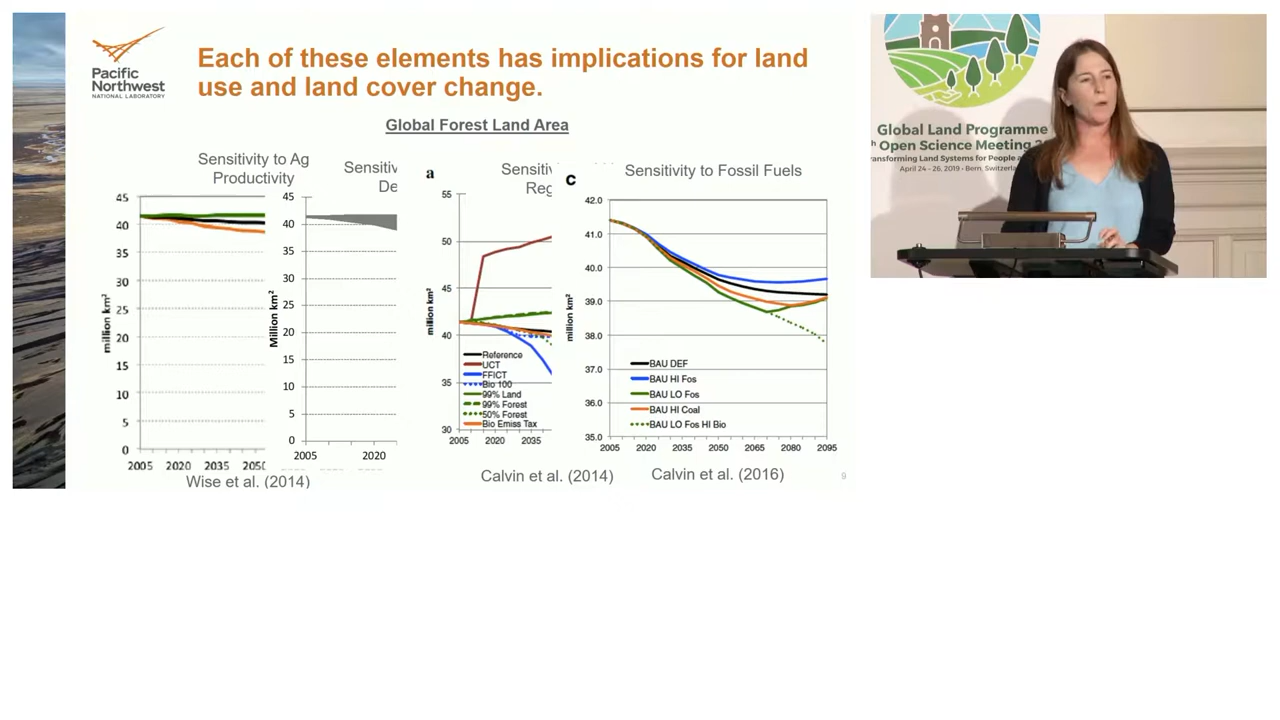 Pacific
Northwest
NATIONAL LABORATORY
Each of these elements has implications for land
use and land cover change.
Global Forest Land Area
Sensitivity to Ag
Productivity
45
40
35
30
25
20
15
10
5
0
million km²
2005 2020 2035 2050
Wise et al. (2014)
Sensitiv
De
45
40
35
30
25
20
15
10
5
0
Million km²
2005 2020
a
Sensitiv
Reg
55
50
45
40
35
30
million km²
Reference
UCT
FFICT
Bio 100
99% Land
99% Forest
50% Forest
Bio Emiss Tax
2005 2020 2035
Calvin et al. (2014)
c
Sensitivity to Fossil Fuels
42.0
41.0
40.0
39.0
38.0
37.0
36.0
35.0
million km²
BAU DEF
BAU HI Fos
BAU LO Fos
BAU HI Coal
BAU LO Fos HI Bio
2005 2020 2035 2050 2065 2080 2095
Calvin et al. (2016)
9
Global Land Programme
Open Science Meeting
Land Systems for People
April 24 - 26, 2019 • Bern,